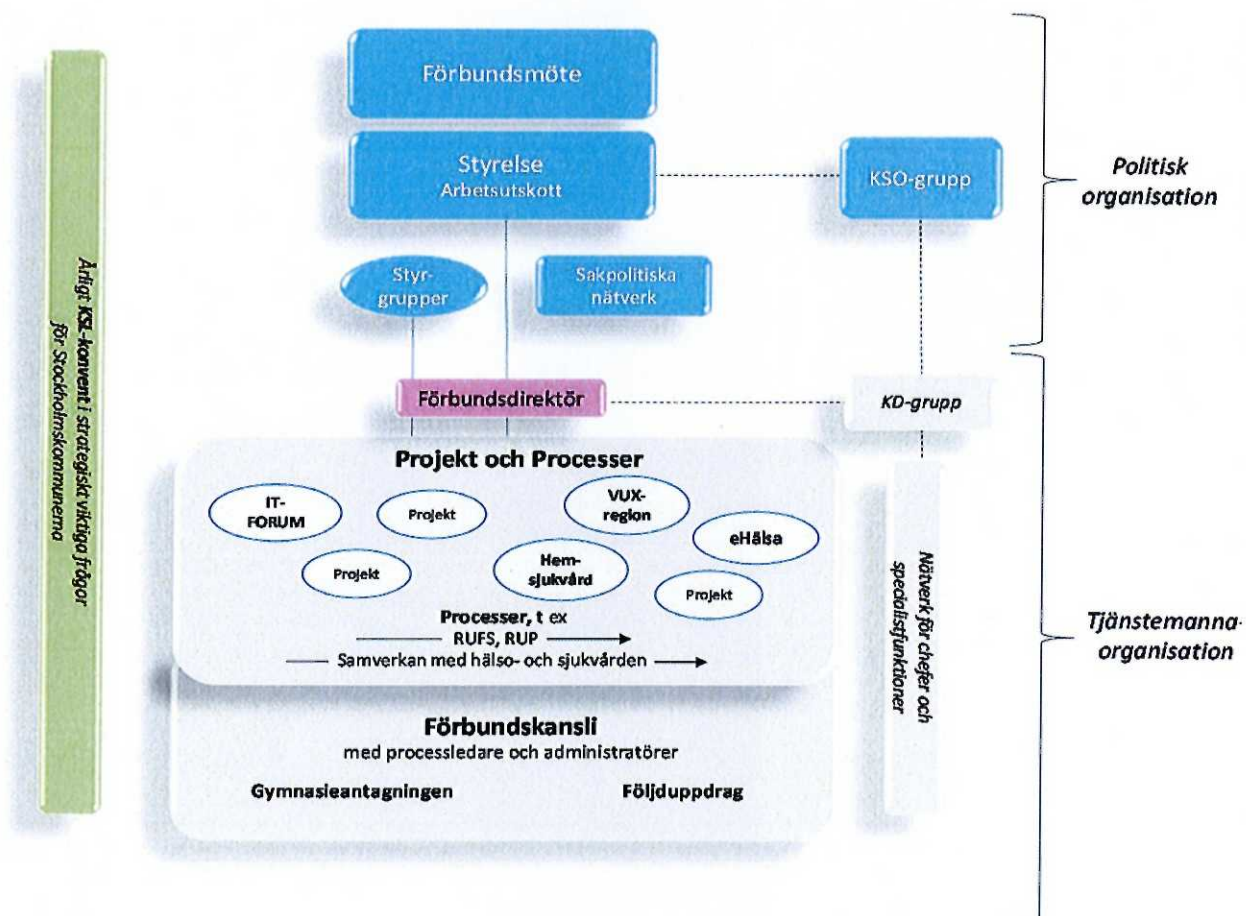 Förbundsmöte
Styrelse
Arbetsutskott
KSO-grupp
Politisk
organisation
Styr-
grupper
Sakpolitiska
nätverk
Årligt KSL-konvent i strategiskt viktiga frågor
för Stockholmskommunerna
Förbundsdirektör
KD-grupp
Projekt och Processer
IT-
FORUM
Projekt
VUX-
region
eHälsa
Projekt
Hem-
sjukvård
Projekt
Processer, t ex
RUFS, RUP
Samverkan med hälso- och sjukvården
Nätverk för chefer och
specialistfunktioner
Tjänstemanna-
organisation
Förbundskansli
med processledare och administratörer
Gymnasieantagningen
Följduppdrag